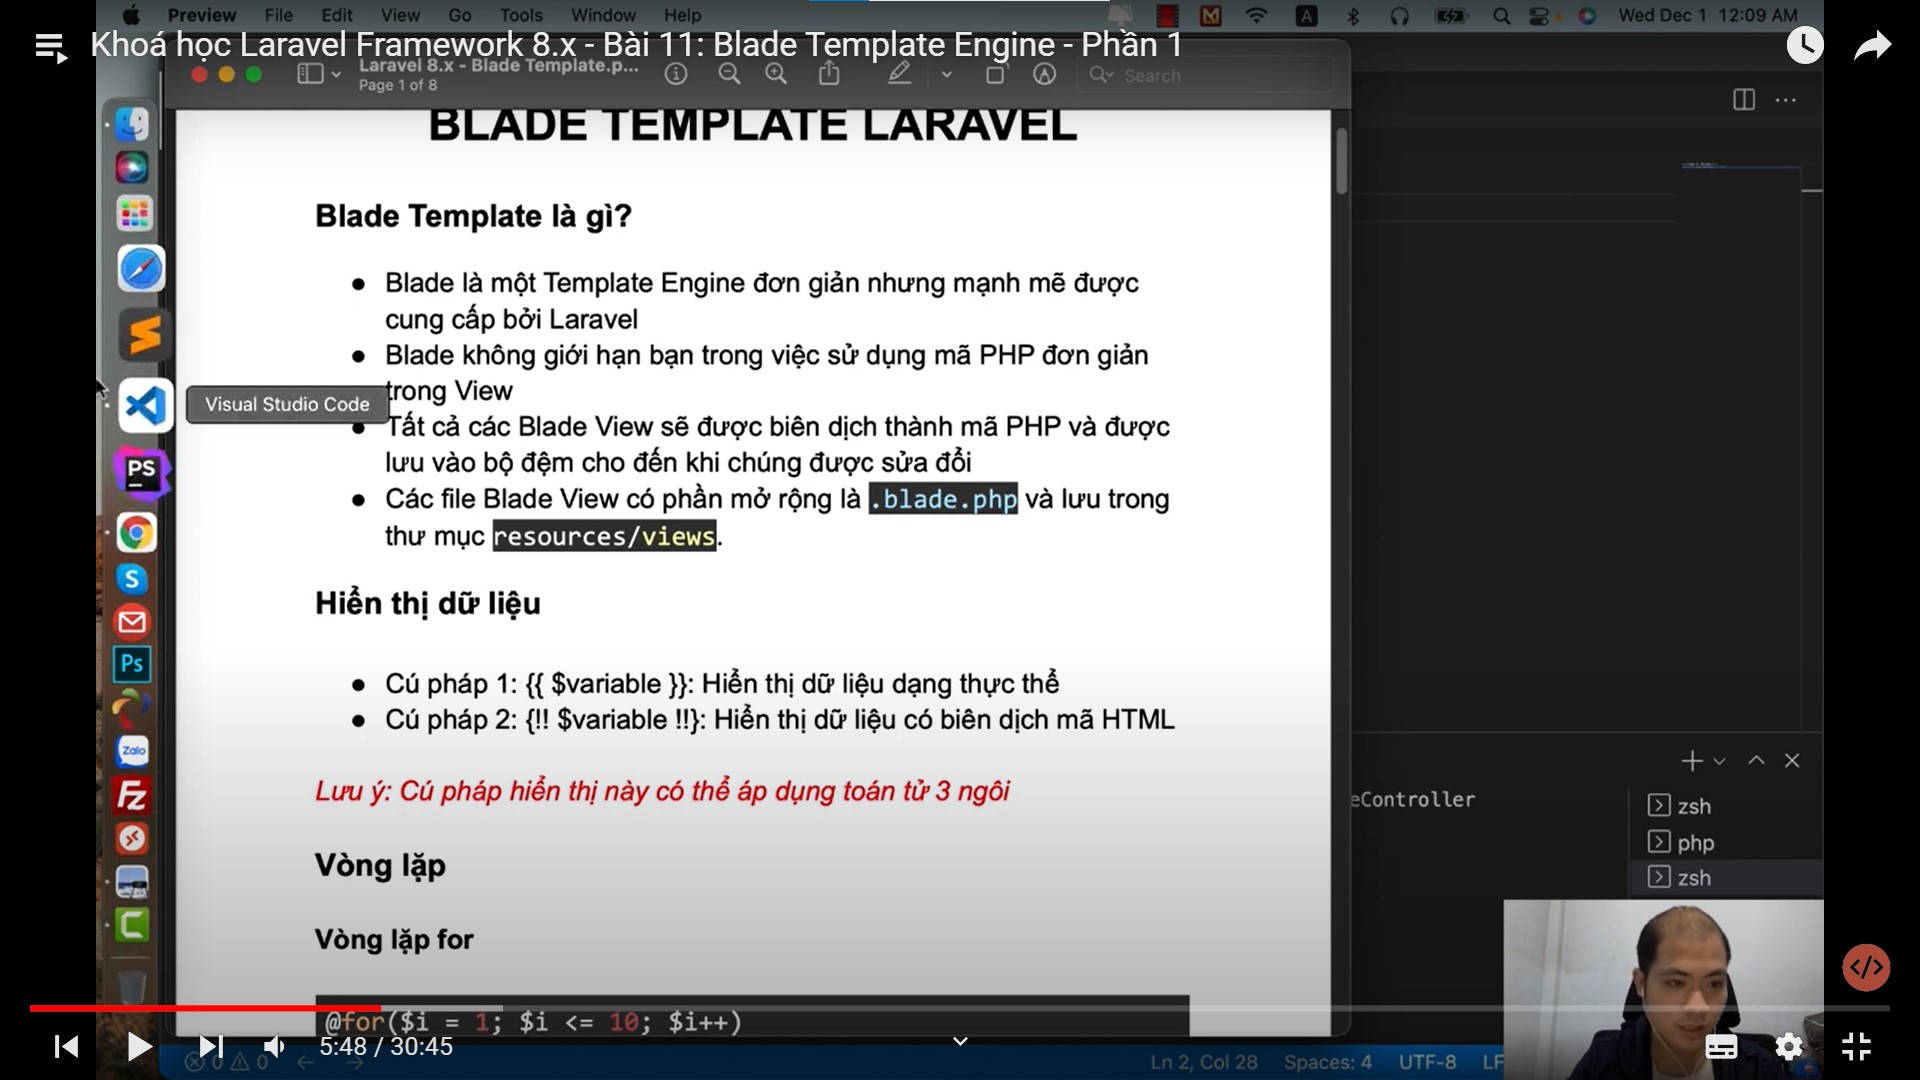 Preview File Edit View Go Tools Window Help
A
Wed Dec 1 12:09 AM
Khoá học Laravel Framework 8.x - Bài 11: Blade Template Engine - Phần 1
Laravel 8.x - Blade Template.p...
Page 1 of 8
Search
BLADE TEMPLATE LARAVEL
Blade Template là gì?
● Blade là một Template Engine đơn giản nhưng mạnh mẽ được
cung cấp bởi Laravel
● Blade không giới hạn bạn trong việc sử dụng mã PHP đơn giản
trong View
Visual Studio Code
● Tất cả các Blade View sẽ được biên dịch thành mã PHP và được
lưu vào bộ đệm cho đến khi chúng được sửa đổi
● Các file Blade View có phần mở rộng là .blade.php và lưu trong
thư mục resources/views.
Hiển thị dữ liệu
● Cú pháp 1: {{ $variable }}: Hiển thị dữ liệu dạng thực thể
● Cú pháp 2: {!! $variable !!}: Hiển thị dữ liệu có biên dịch mã HTML
Lưu ý: Cú pháp hiển thị này có thể áp dụng toán tử 3 ngôi
Vòng lặp
Vòng lặp for
@for($i = 1; $i <= 10; $i++)
PS
S
Ps
Zalo
Fz
C
eController
zsh
php
zsh
</>
5:48 / 30:45
0 0
Ln 2, Col 28 Spaces: 4 UTF-8 LF